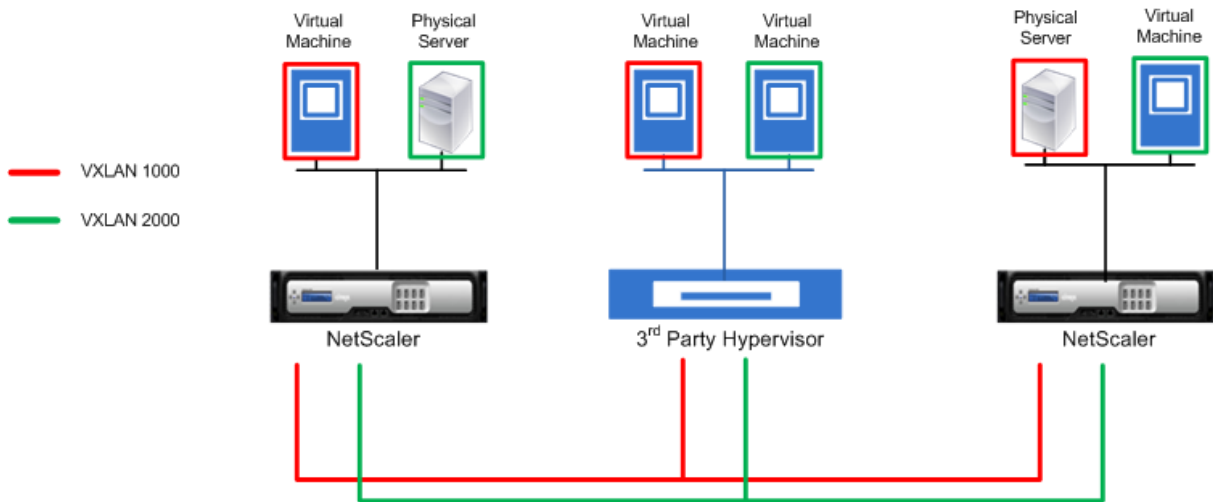 Virtual
Machine
Physical
Server
Virtual
Machine
Virtual
Machine
Physical
Server
Virtual
Machine
VXLAN 1000
VXLAN 2000
NetScaler
3rd Party Hypervisor
NetScaler